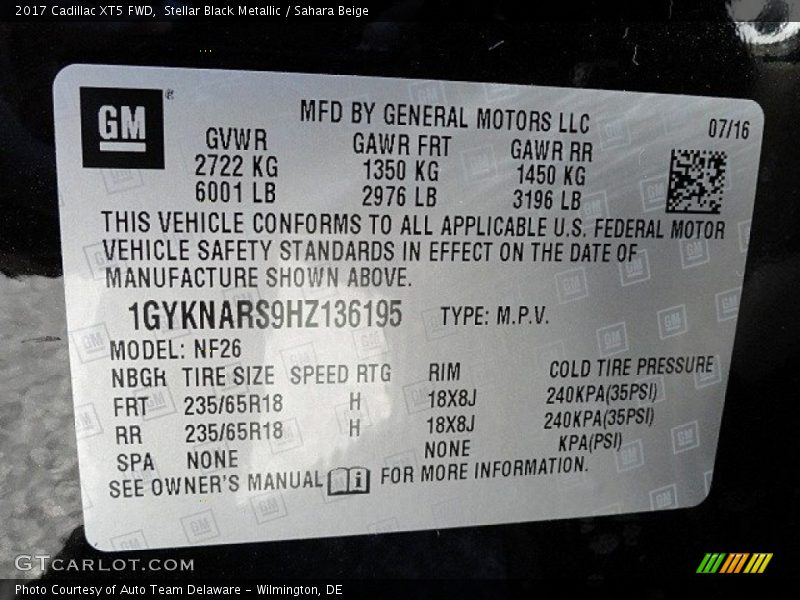 2017 Cadillac XT5 FWD,  Stellar Black Metallic / Sahara Beige
GM®
MFD BY GENERAL MOTORS LLC
07/16
GVWR GAWR FRT GAWR RR
2722 KG 1350 KG 1450 KG
6001 LB 2976 LB 3196 LB
THIS VEHICLE CONFORMS TO ALL APPLICABLE U.S. FEDERAL MOTOR
VEHICLE SAFETY STANDARDS IN EFFECT ON THE DATE OF
MANUFACTURE SHOWN ABOVE.
1GYKNARS9HZ136195 TYPE: M.P.V.
MODEL: NF26
NBGH TIRE SIZE SPEED RTG RIM COLD TIRE PRESSURE
FRT 235/65R18 H 18X8J 240KPA(35PSI)
RR 235/65R18 H 18X8J 240KPA(35PSI)
SPA NONE NONE KPA(PSI)
SEE OWNER'S MANUAL FOR MORE INFORMATION.
GTCARLOT.COM
Photo Courtesy of Auto Team Delaware - Wilmington, DE